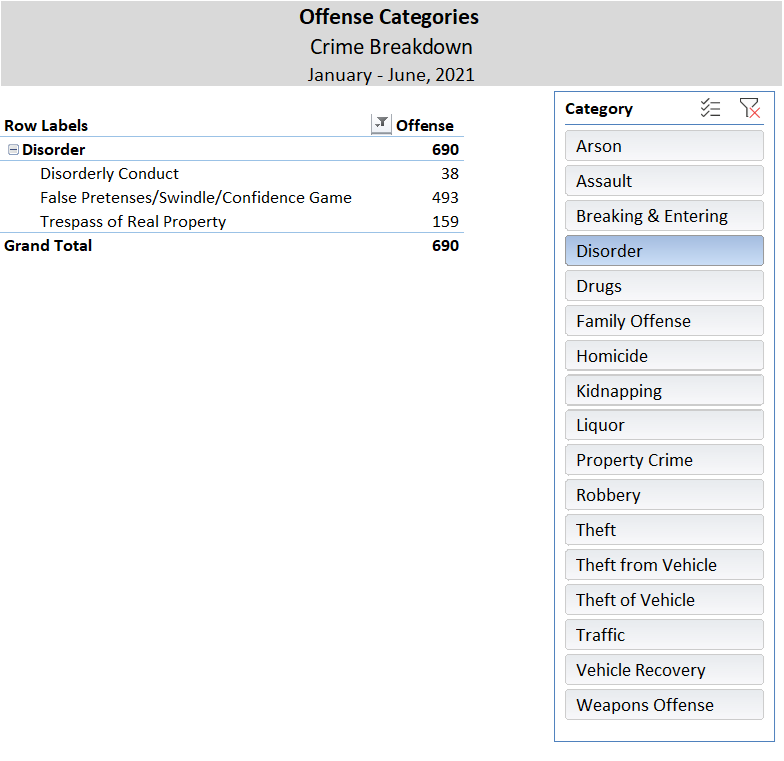 Offense Categories
Crime Breakdown
January - June, 2021
Row Labels Offense
Disorder 690
Disorderly Conduct 38
False Pretenses/Swindle/Confidence Game 493
Trespass of Real Property 159
Grand Total 690
Category
Arson
Assault
Breaking & Entering
Disorder
Drugs
Family Offense
Homicide
Kidnapping
Liquor
Property Crime
Robbery
Theft
Theft from Vehicle
Theft of Vehicle
Traffic
Vehicle Recovery
Weapons Offense